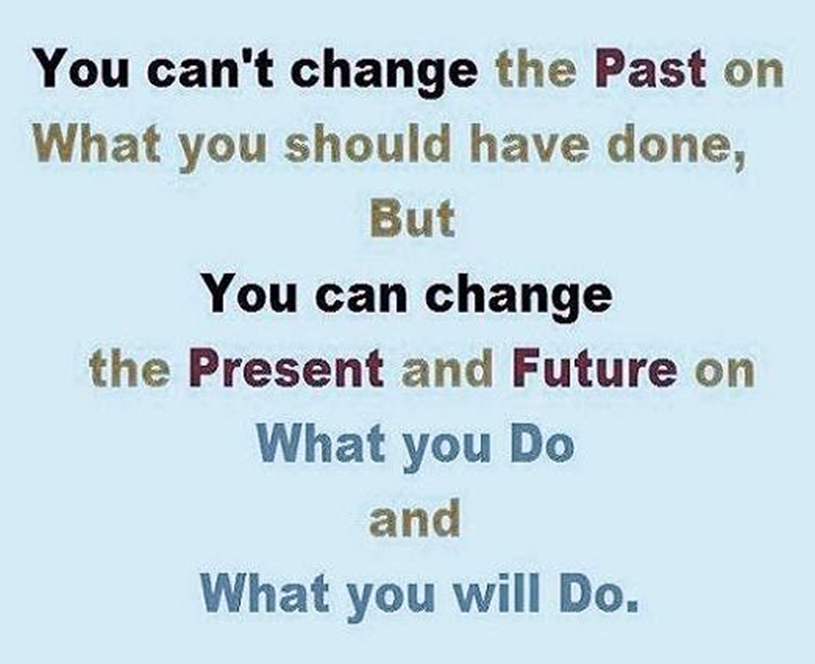 You can't change the Past on
What you should have done,
But
You can change
the Present and Future on
What you Do
and
What you will Do.